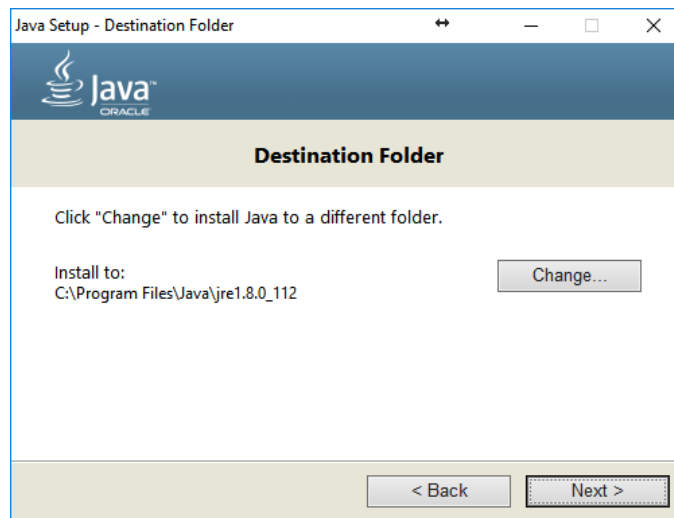 Java Setup - Destination Folder
Java™
ORACLE
Destination Folder
Click "Change" to install Java to a different folder.
Install to:
Change...
C:\Program Files\Java\jre1.8.0_112
< Back
Next >